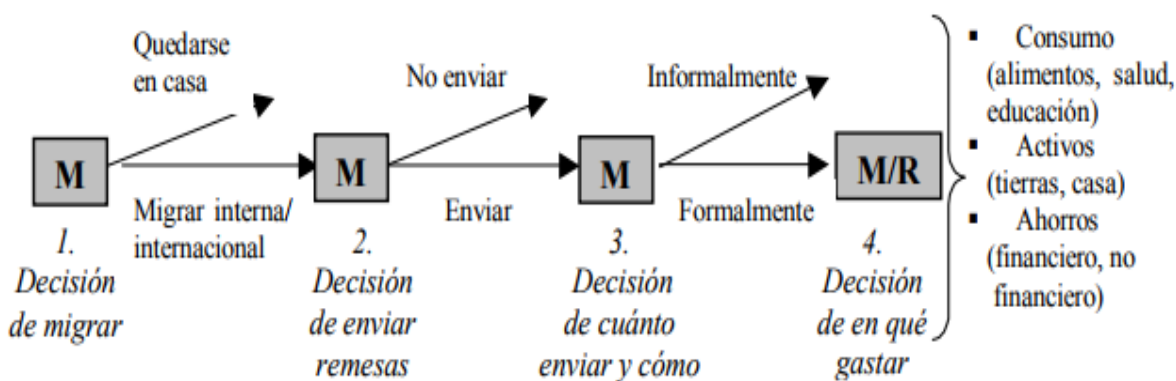 Quedarse
en casa
M
Migrar interna/
internacional
1.
Decisión
de migrar
No enviar
M
Enviar
2.
Decisión
de enviar
remesas
Informalmente
M
Formalmente
3.
Decisión
de cuánto
enviar y cómo
M/R
4.
Decisión
de en qué
gastar
▪ Consumo
(alimentos, salud,
educación)
▪ Activos
(tierras, casa)
▪ Ahorros
(financiero, no
financiero)